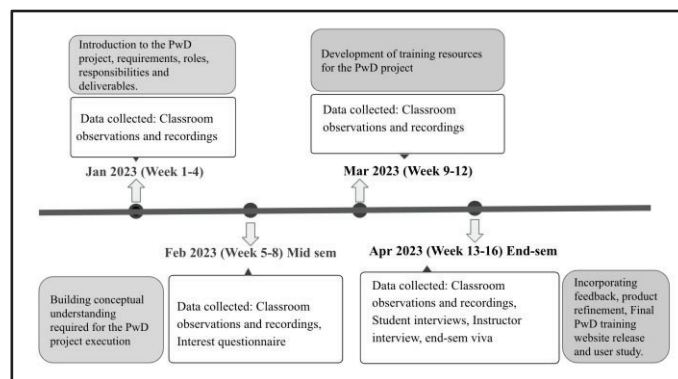 Introduction to the PwD
project, requirements, roles,
responsibilities and
deliverables.
Data collected: Classroom
observations and recordings
Jan 2023 (Week 1-4)
Development of training resources
for the PwD project
Data collected: Classroom
observations and recordings
Mar 2023 (Week 9-12)
Feb 2023 (Week 5-8) Mid sem
Building conceptual
understanding
required for the PwD
project execution
Data collected: Classroom
observations and recordings,
Interest questionnaire
Apr 2023 (Week 13-16) End-sem
Data collected: Classroom
observations and recordings,
Student interviews, Instructor
interview, end-sem viva
Incorporating
feedback, product
refinement, Final
PwD training
website release
and user study.